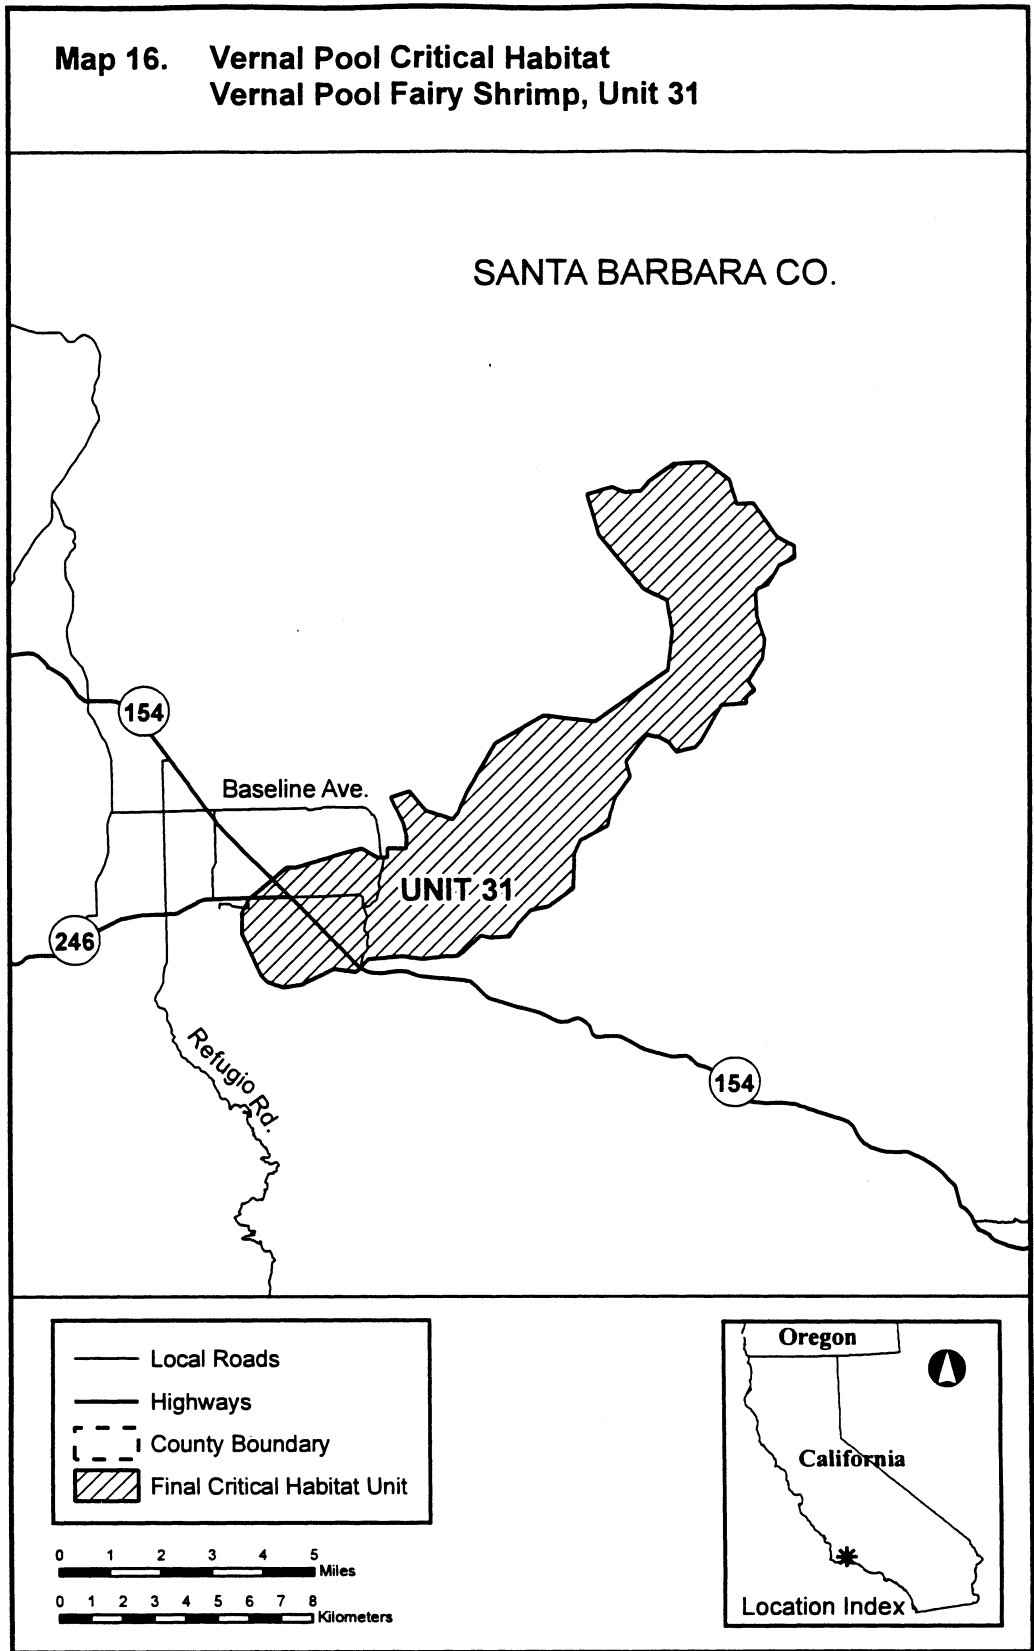 Map 16. Vernal Pool Critical Habitat
Vernal Pool Fairy Shrimp, Unit 31
SANTA BARBARA CO.
154
Baseline Ave.
UNIT 31
246
Refugio Rd.
154
Local Roads
Highways
County Boundary
Final Critical Habitat Unit
0 1 2 3 4 5
Miles
0 1 2 3 4 5 6 7 8
Kilometers
Oregon
California
Location Index